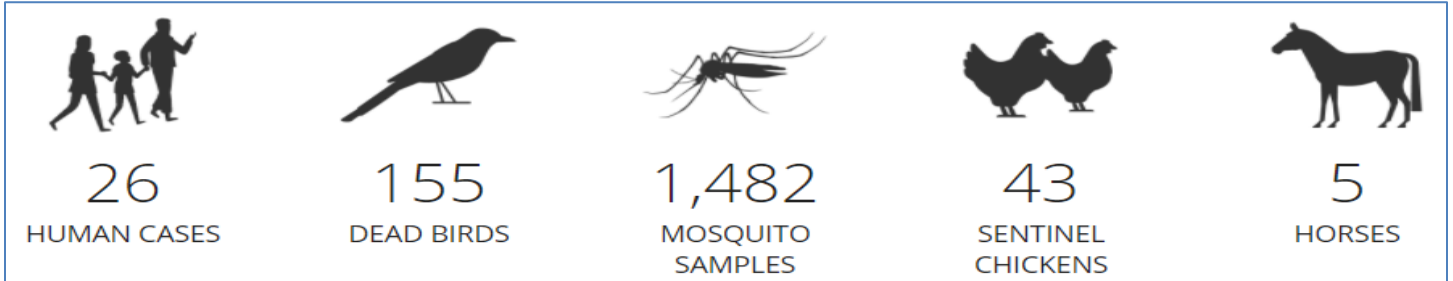 26
HUMAN CASES
155
DEAD BIRDS
1,482
MOSQUITO
SAMPLES
43
SENTINEL
CHICKENS
5
HORSES